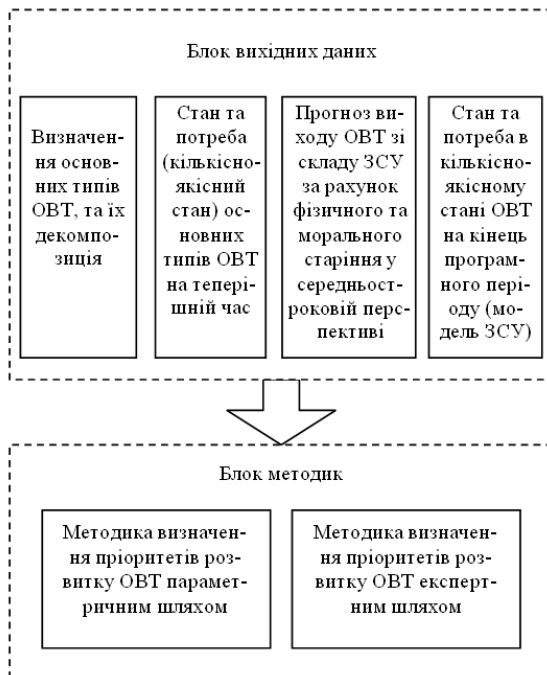 Блок вихідних даних
Визначен-
ня основ-
них типів
ОВТ, та їх
декомпо-
зиція
Стан та
потреба
(кількісно-
якісний
стан) ос-
новних
типів ОВТ
на тепе-
рішній час
Прогноз ви-
ходу ОВТ зі
складу ЗСУ
за рахунок
фізичного та
морального
старіння у
середньост-
роковій перс-
пективі
Стан та
потреба в
кількісно-
якісному
стані ОВТ
на кінець
програм-
ного пері-
оду (мо-
дель ЗСУ)
Блок методик
Методика визначен-
ня пріоритетів роз-
витку ОВТ парамет-
ричним шляхом
Методика визначен-
ня пріоритетів роз-
витку ОВТ експерт-
ним шляхом